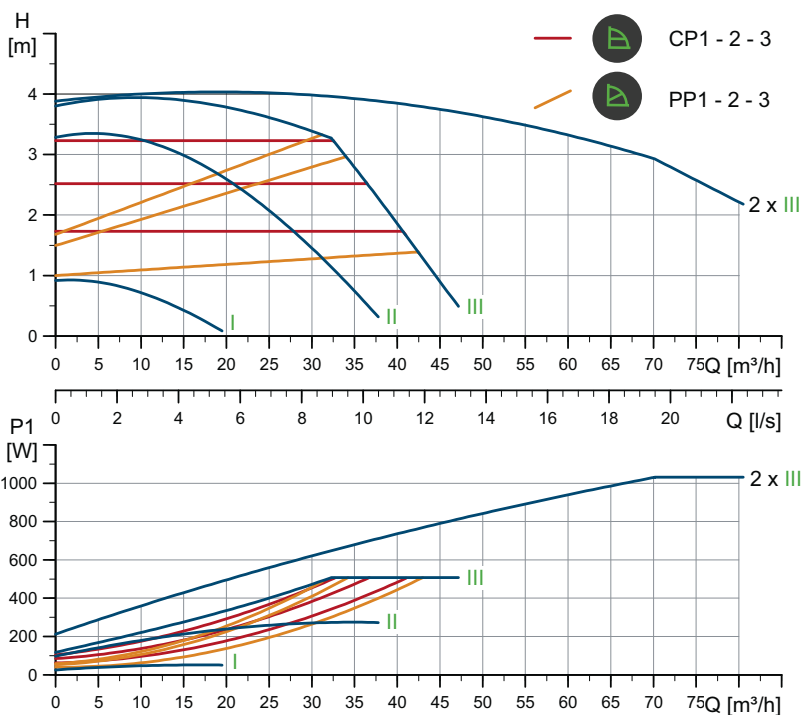 H
[m]
CP1 - 2 - 3
PP1 - 2 - 3
4
3
2
1
0
2 x III
I
II
III
0 5 10 15 20 25 30 35 40 45 50 55 60 65 70 75 Q [m³/h]
0 2 4 6 8 10 12 14 16 18 20 Q [l/s]
P1
[W]
1000
800
600
400
200
0
2 x III
III
II
I
0 5 10 15 20 25 30 35 40 45 50 55 60 65 70 75 Q [m³/h]